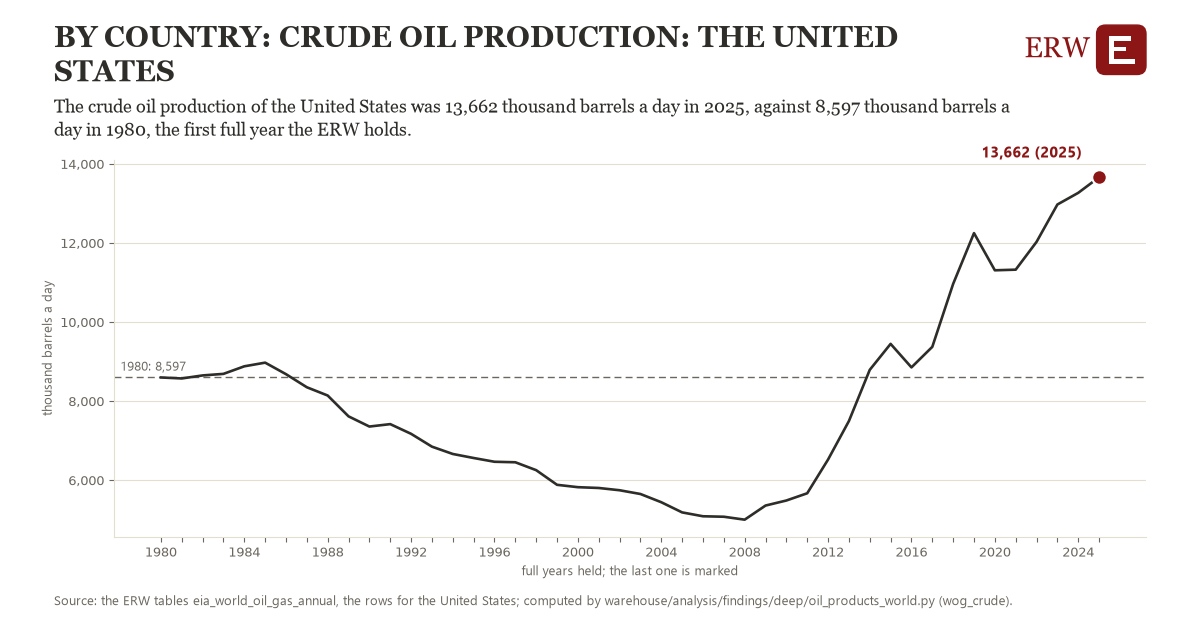 BY COUNTRY: CRUDE OIL PRODUCTION: THE UNITED
STATES
ERW E
The crude oil production of the United States was 13,662 thousand barrels a day in 2025, against 8,597 thousand barrels a
day in 1980, the first full year the ERW holds.
13,662 (2025)
14,000
12,000
10,000
8,000
6,000
thousand barrels a day
1980: 8,597
1980 1984 1988 1992 1996 2000 2004 2008 2012 2016 2020 2024
full years held; the last one is marked
Source: the ERW tables eia_world_oil_gas_annual, the rows for the United States; computed by warehouse/analysis/findings/deep/oil_products_world.py (wog_crude).